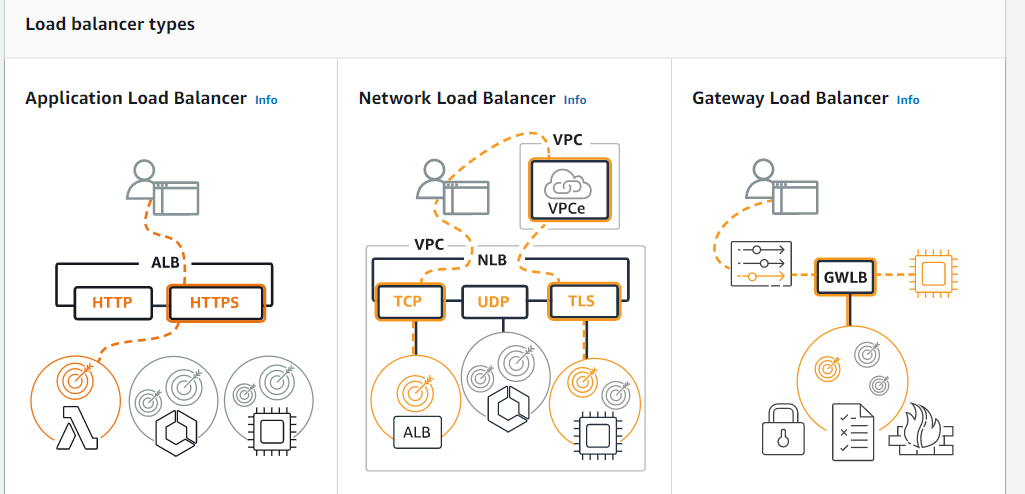 Load balancer types
Application Load Balancer Info
ALB
HTTP
HTTPS
Network Load Balancer Info
VPC
VPCe
VPC
NLB
TCP
UDP
TLS
ALB
Gateway Load Balancer Info
GWLB